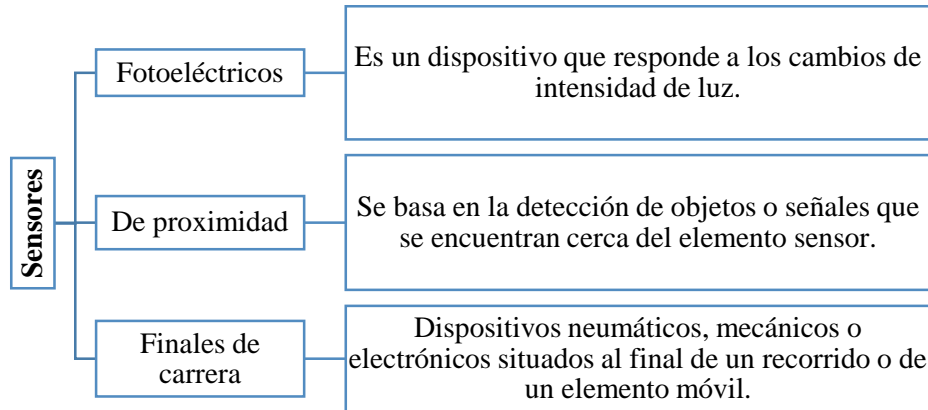 Sensores
Fotoeléctricos
Es un dispositivo que responde a los cambios de
intensidad de luz.
De proximidad
Se basa en la detección de objetos o señales que
se encuentran cerca del elemento sensor.
Finales de
carrera
Dispositivos neumáticos, mecánicos o
electrónicos situados al final de un recorrido o de
un elemento móvil.